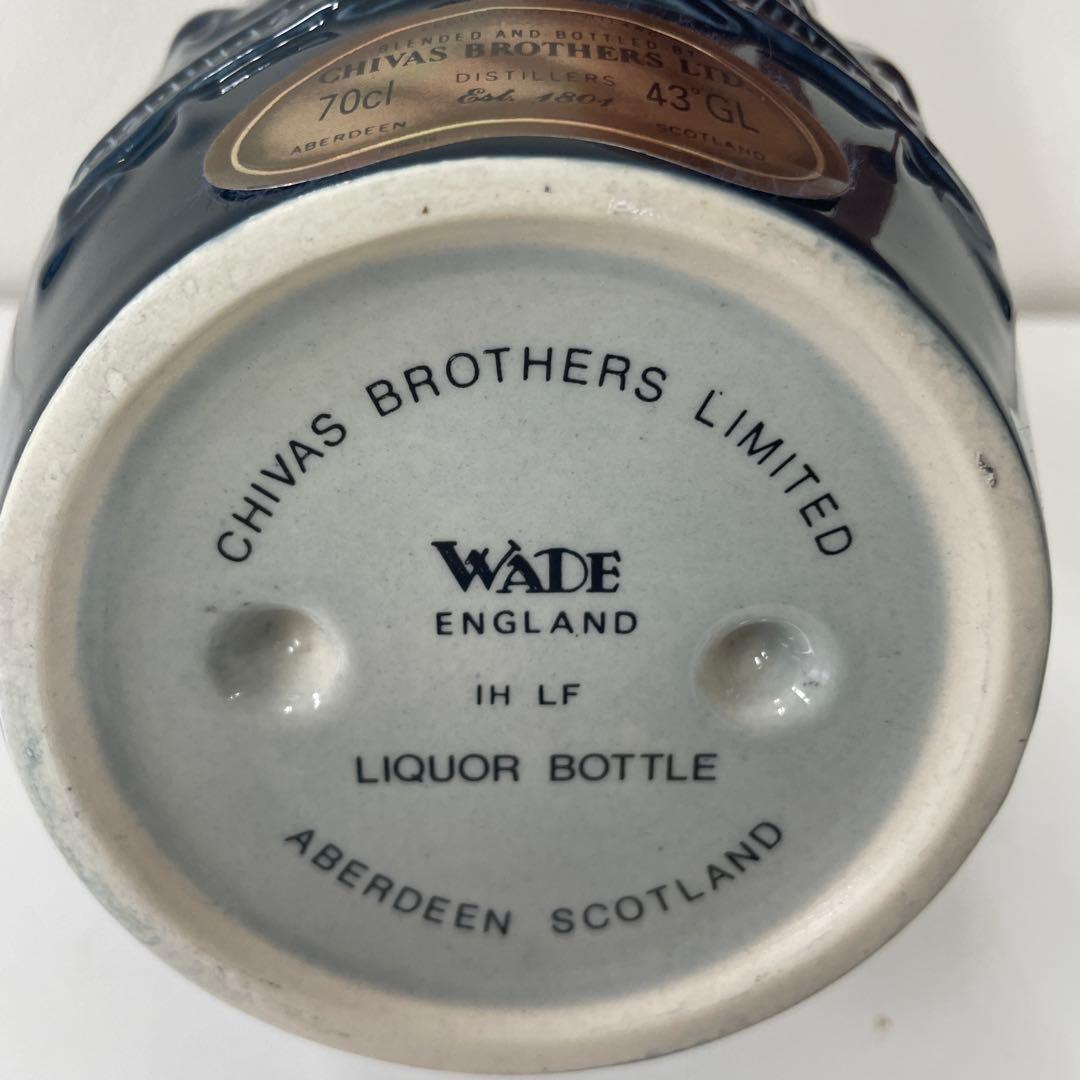 BLENDED AND BOTTLED BY
CHIVAS BROTHERS LTD.
DISTILLERS
70cl Est. 1801 43° GL
ABERDEEN SCOTLAND
CHIVAS BROTHERS LIMITED
WADE
ENGLAND
IH LF
LIQUOR BOTTLE
ABERDEEN SCOTLAND